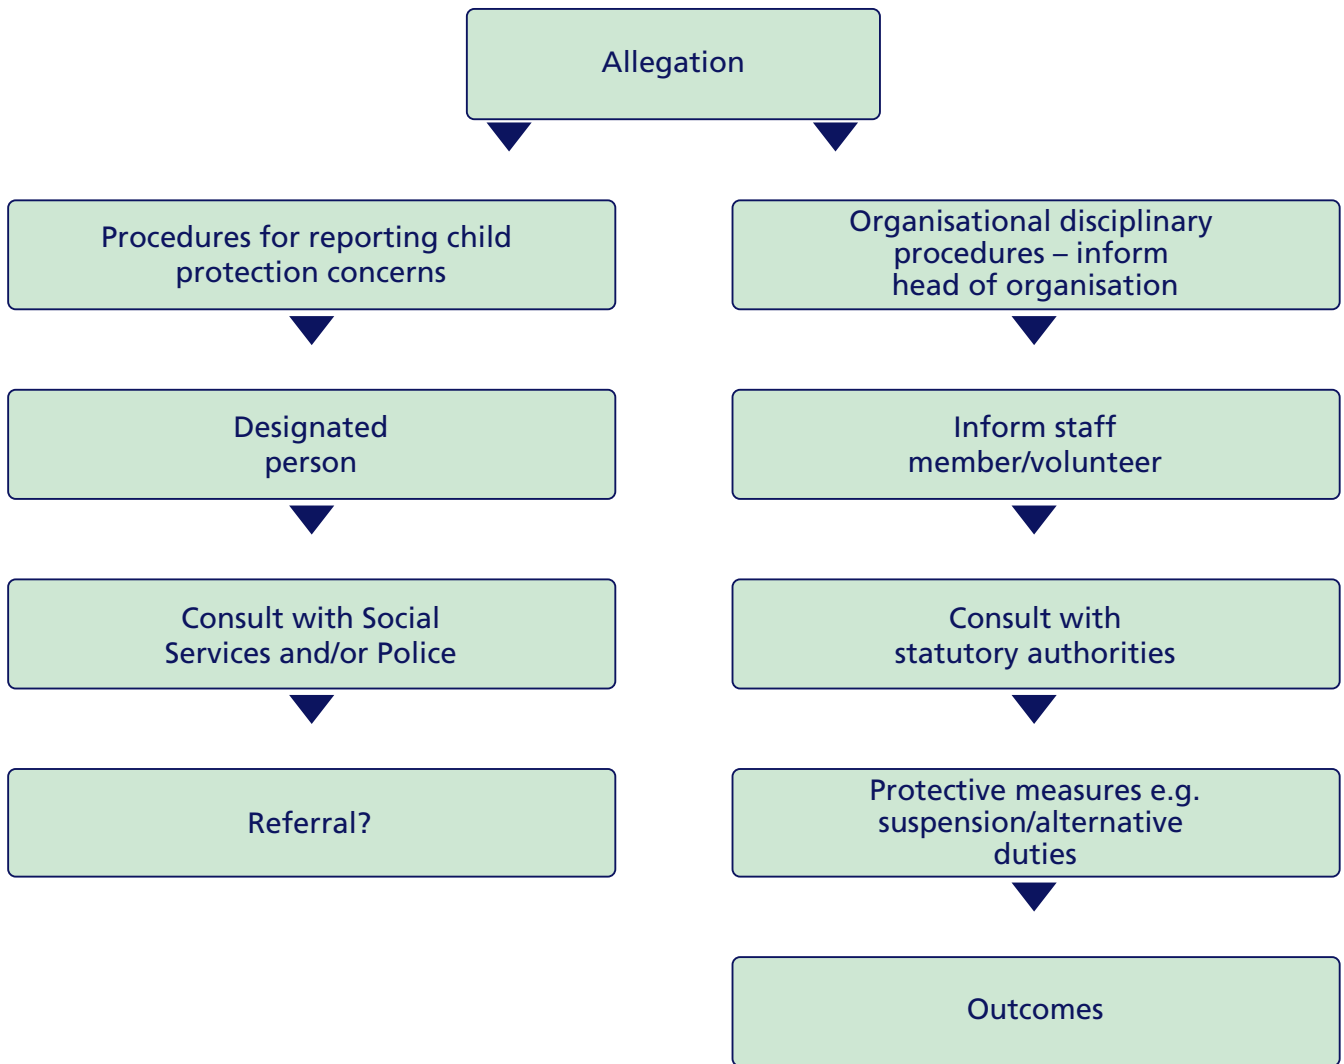 Allegation
Procedures for reporting child
protection concerns
Organisational disciplinary
procedures – inform
head of organisation
Designated
person
Inform staff
member/volunteer
Consult with Social
Services and/or Police
Consult with
statutory authorities
Referral?
Protective measures e.g.
suspension/alternative
duties
Outcomes